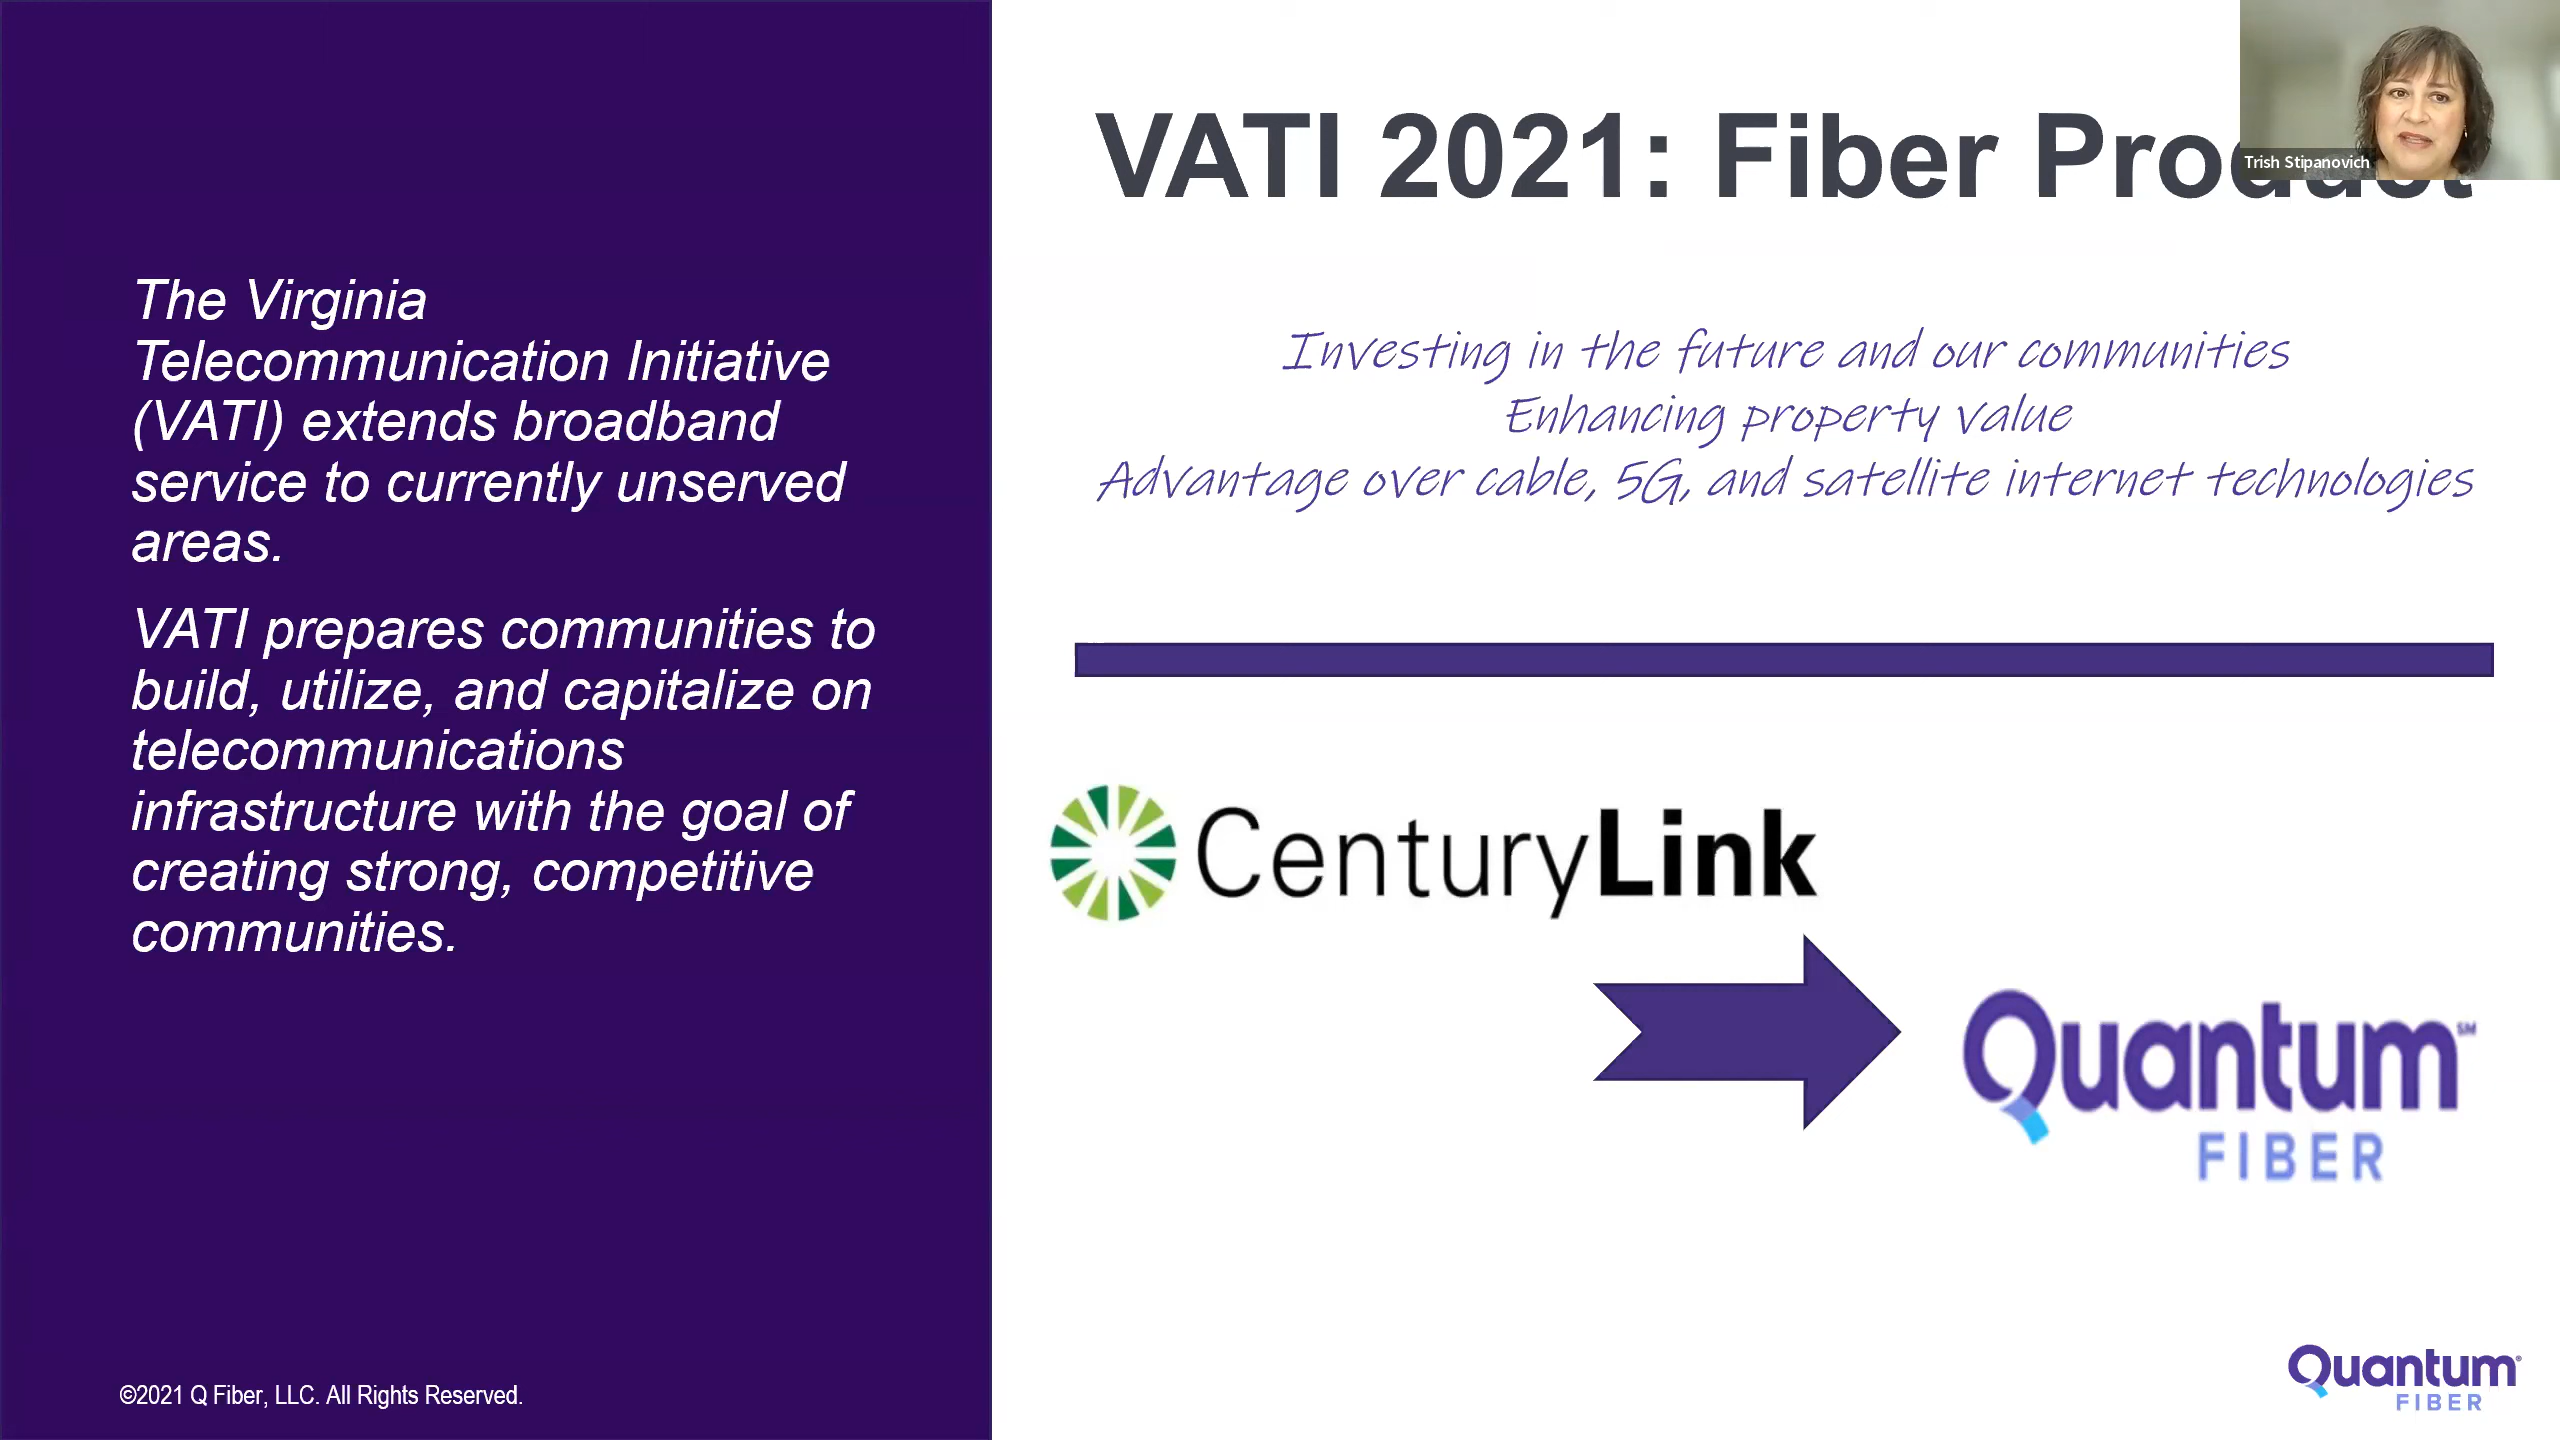 The Virginia
Telecommunication Initiative
(VATI) extends broadband
service to currently unserved
areas.
VATI prepares communities to
build, utilize, and capitalize on
telecommunications
infrastructure with the goal of
creating strong, competitive
communities.
©2021 Q Fiber, LLC. All Rights Reserved.
VATI 2021: Fiber Product
Trish Stipanovich
Investing in the future and our communities
Enhancing property value
Advantage over cable, 5G, and satellite internet technologies
CenturyLink
Quantum℠
FIBER
Quantum®
FIBER